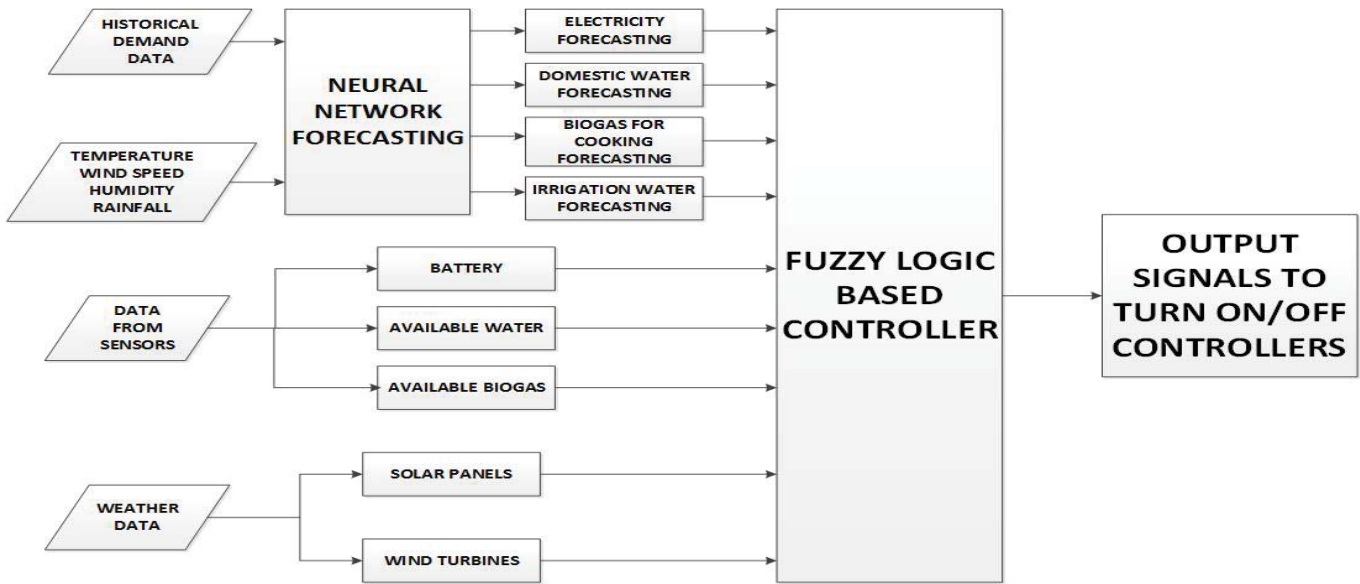 HISTORICAL
DEMAND
DATA
TEMPERATURE
WIND SPEED
HUMIDITY
RAINFALL
NEURAL
NETWORK
FORECASTING
ELECTRICITY
FORECASTING
DOMESTIC WATER
FORECASTING
BIOGAS FOR
COOKING
FORECASTING
IRRIGATION WATER
FORECASTING
DATA
FROM
SENSORS
BATTERY
AVAILABLE WATER
AVAILABLE BIOGAS
WEATHER
DATA
SOLAR PANELS
WIND TURBINES
FUZZY LOGIC
BASED
CONTROLLER
OUTPUT
SIGNALS TO
TURN ON/OFF
CONTROLLERS